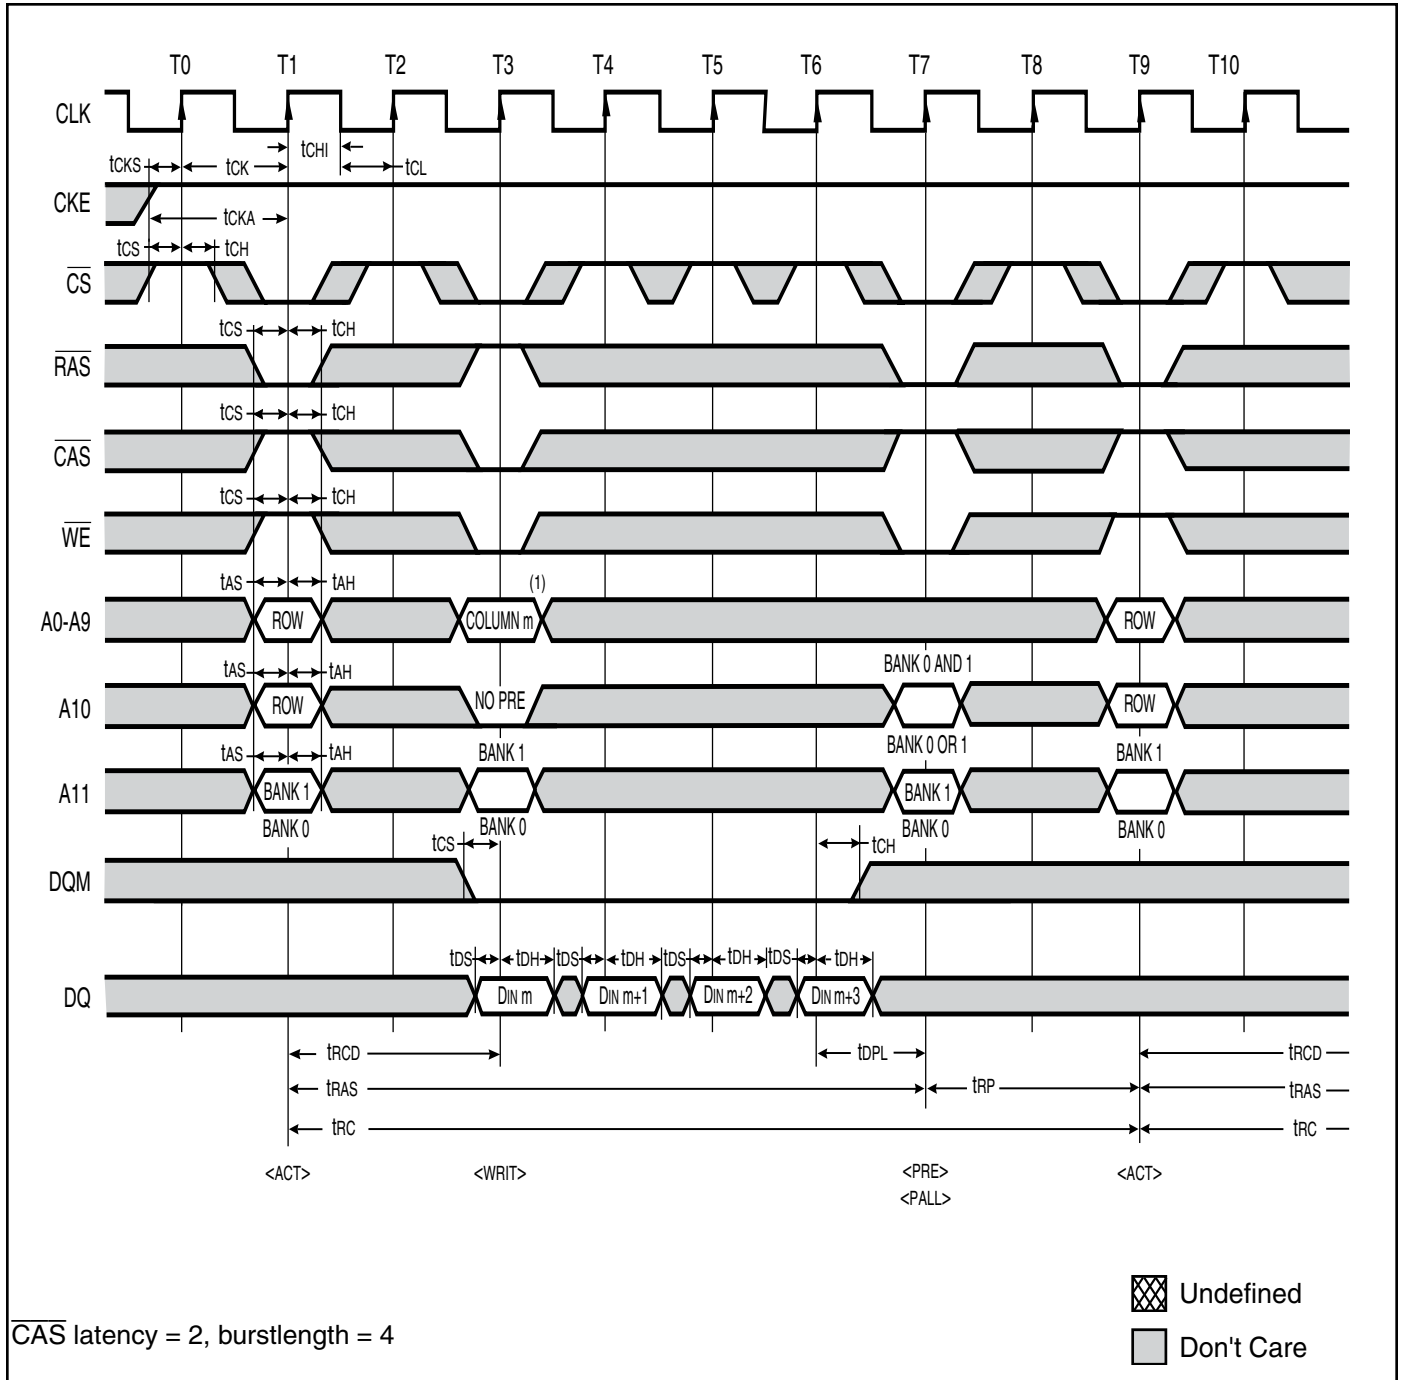 T0 T1 T2 T3 T4 T5 T6 T7 T8 T9 T10
CLK
tCHI
tCKS tCK tCL
CKE
tCKA
tCS tCH
CS
tCS tCH
RAS
tCS tCH
CAS
tCS tCH
WE
tAS tAH (1)
A0-A9 ROW COLUMN m ROW
BANK 0 AND 1
tAS tAH
A10 ROW NO PRE ROW
BANK 1 BANK 0 OR 1 BANK 1
tAS tAH
A11 BANK 1 BANK 1
BANK 0 BANK 0 BANK 0 BANK 0
tCS tCH
DQM
tDS tDH tDS tDH tDS tDH tDS tDH
DQ DIN m DIN m+1 DIN m+2 DIN m+3
tRCD tDPL tRCD
tRAS tRP tRAS
tRC tRC
<ACT> <WRIT> <PRE> <ACT>
<PALL>
Undefined
CAS latency = 2, burstlength = 4
Don't Care